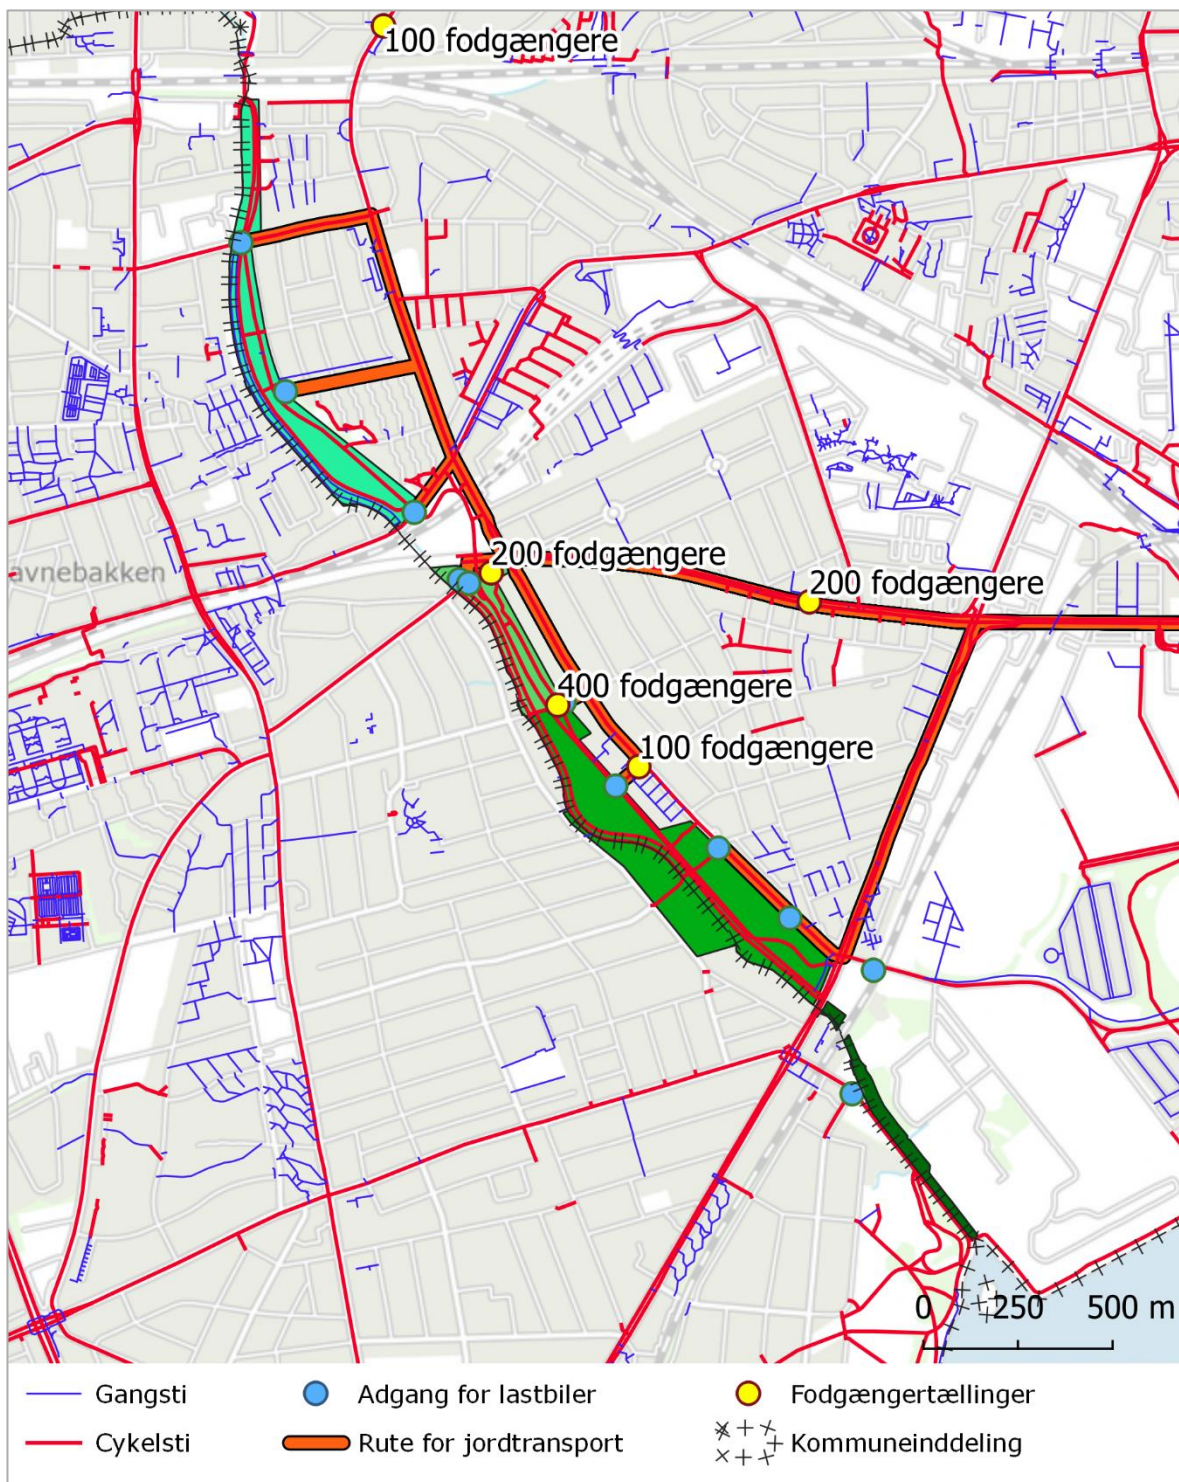 100 fodgængere
200 fodgængere
avnebakken
200 fodgængere
400 fodgængere
100 fodgængere
0 250 500 m
Gangsti
Adgang for lastbiler
Fodgængertællinger
Cykelsti
Rute for jordtransport
Kommuneinddeling